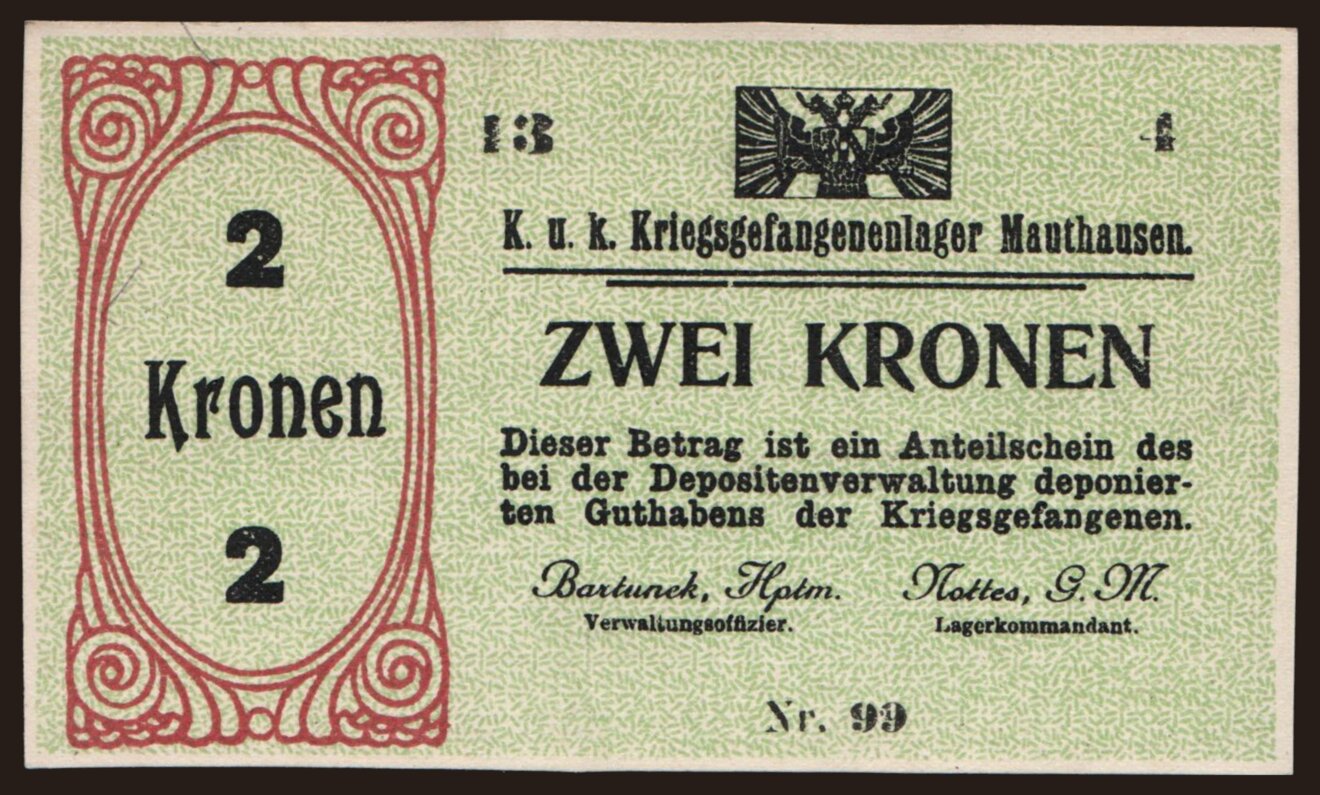 2
Kronen
2
13 4
K. u. k. Kriegsgefangenenlager Mauthausen.
ZWEI KRONEN
Dieser Betrag ist ein Anteilschein des
bei der Depositenverwaltung deponier-
ten Guthabens der Kriegsgefangenen.
Bartunek, Hptm. Nottes, G. M.
Verwaltungsoffizier. Lagerkommandant.
Nr. 99